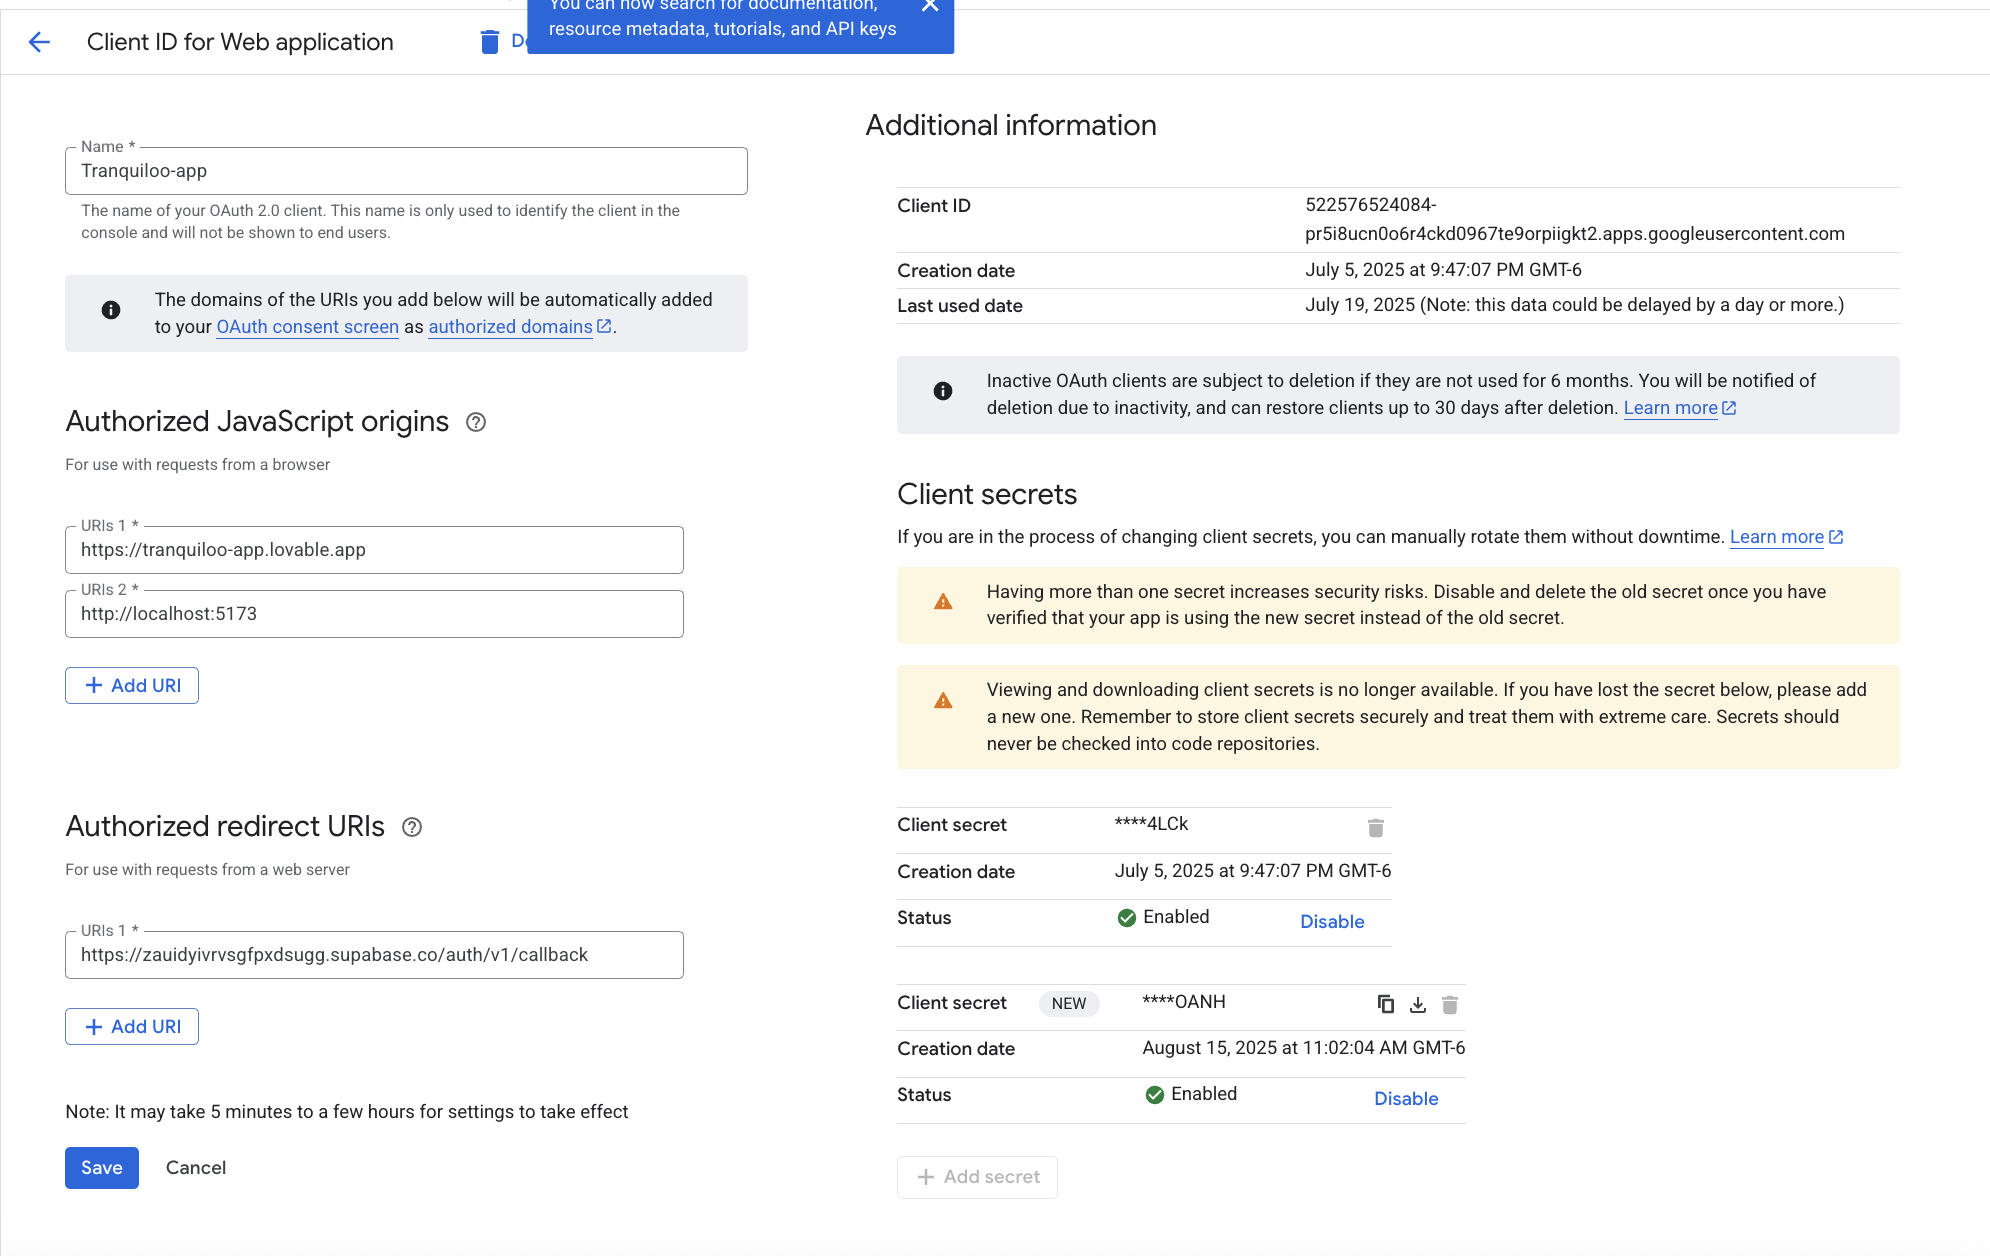 You can now search for documentation,
resource metadata, tutorials, and API keys
Client ID for Web application
Additional information
Name *
Tranquiloo-app
The name of your OAuth 2.0 client. This name is only used to identify the client in the
console and will not be shown to end users.
The domains of the URIs you add below will be automatically added
to your OAuth consent screen as authorized domains.
Authorized JavaScript origins
For use with requests from a browser
URIs 1 *
https://tranquiloo-app.lovable.app
URIs 2 *
http://localhost:5173
Add URI
Authorized redirect URIs
For use with requests from a web server
URIs 1 *
https://zauidyivrvsgfpxdsugg.supabase.co/auth/v1/callback
Add URI
Note: It may take 5 minutes to a few hours for settings to take effect
Save Cancel
Client ID 522576524084-
pr5i8ucn0o6r4ckd0967te9orpiigkt2.apps.googleusercontent.com
Creation date July 5, 2025 at 9:47:07 PM GMT-6
Last used date July 19, 2025 (Note: this data could be delayed by a day or more.)
Inactive OAuth clients are subject to deletion if they are not used for 6 months. You will be notified of
deletion due to inactivity, and can restore clients up to 30 days after deletion. Learn more
Client secrets
If you are in the process of changing client secrets, you can manually rotate them without downtime. Learn more
Having more than one secret increases security risks. Disable and delete the old secret once you have
verified that your app is using the new secret instead of the old secret.
Viewing and downloading client secrets is no longer available. If you have lost the secret below, please add
a new one. Remember to store client secrets securely and treat them with extreme care. Secrets should
never be checked into code repositories.
Client secret ****4LCk
Creation date July 5, 2025 at 9:47:07 PM GMT-6
Status Enabled Disable
Client secret NEW ****OANH
Creation date August 15, 2025 at 11:02:04 AM GMT-6
Status Enabled Disable
Add secret